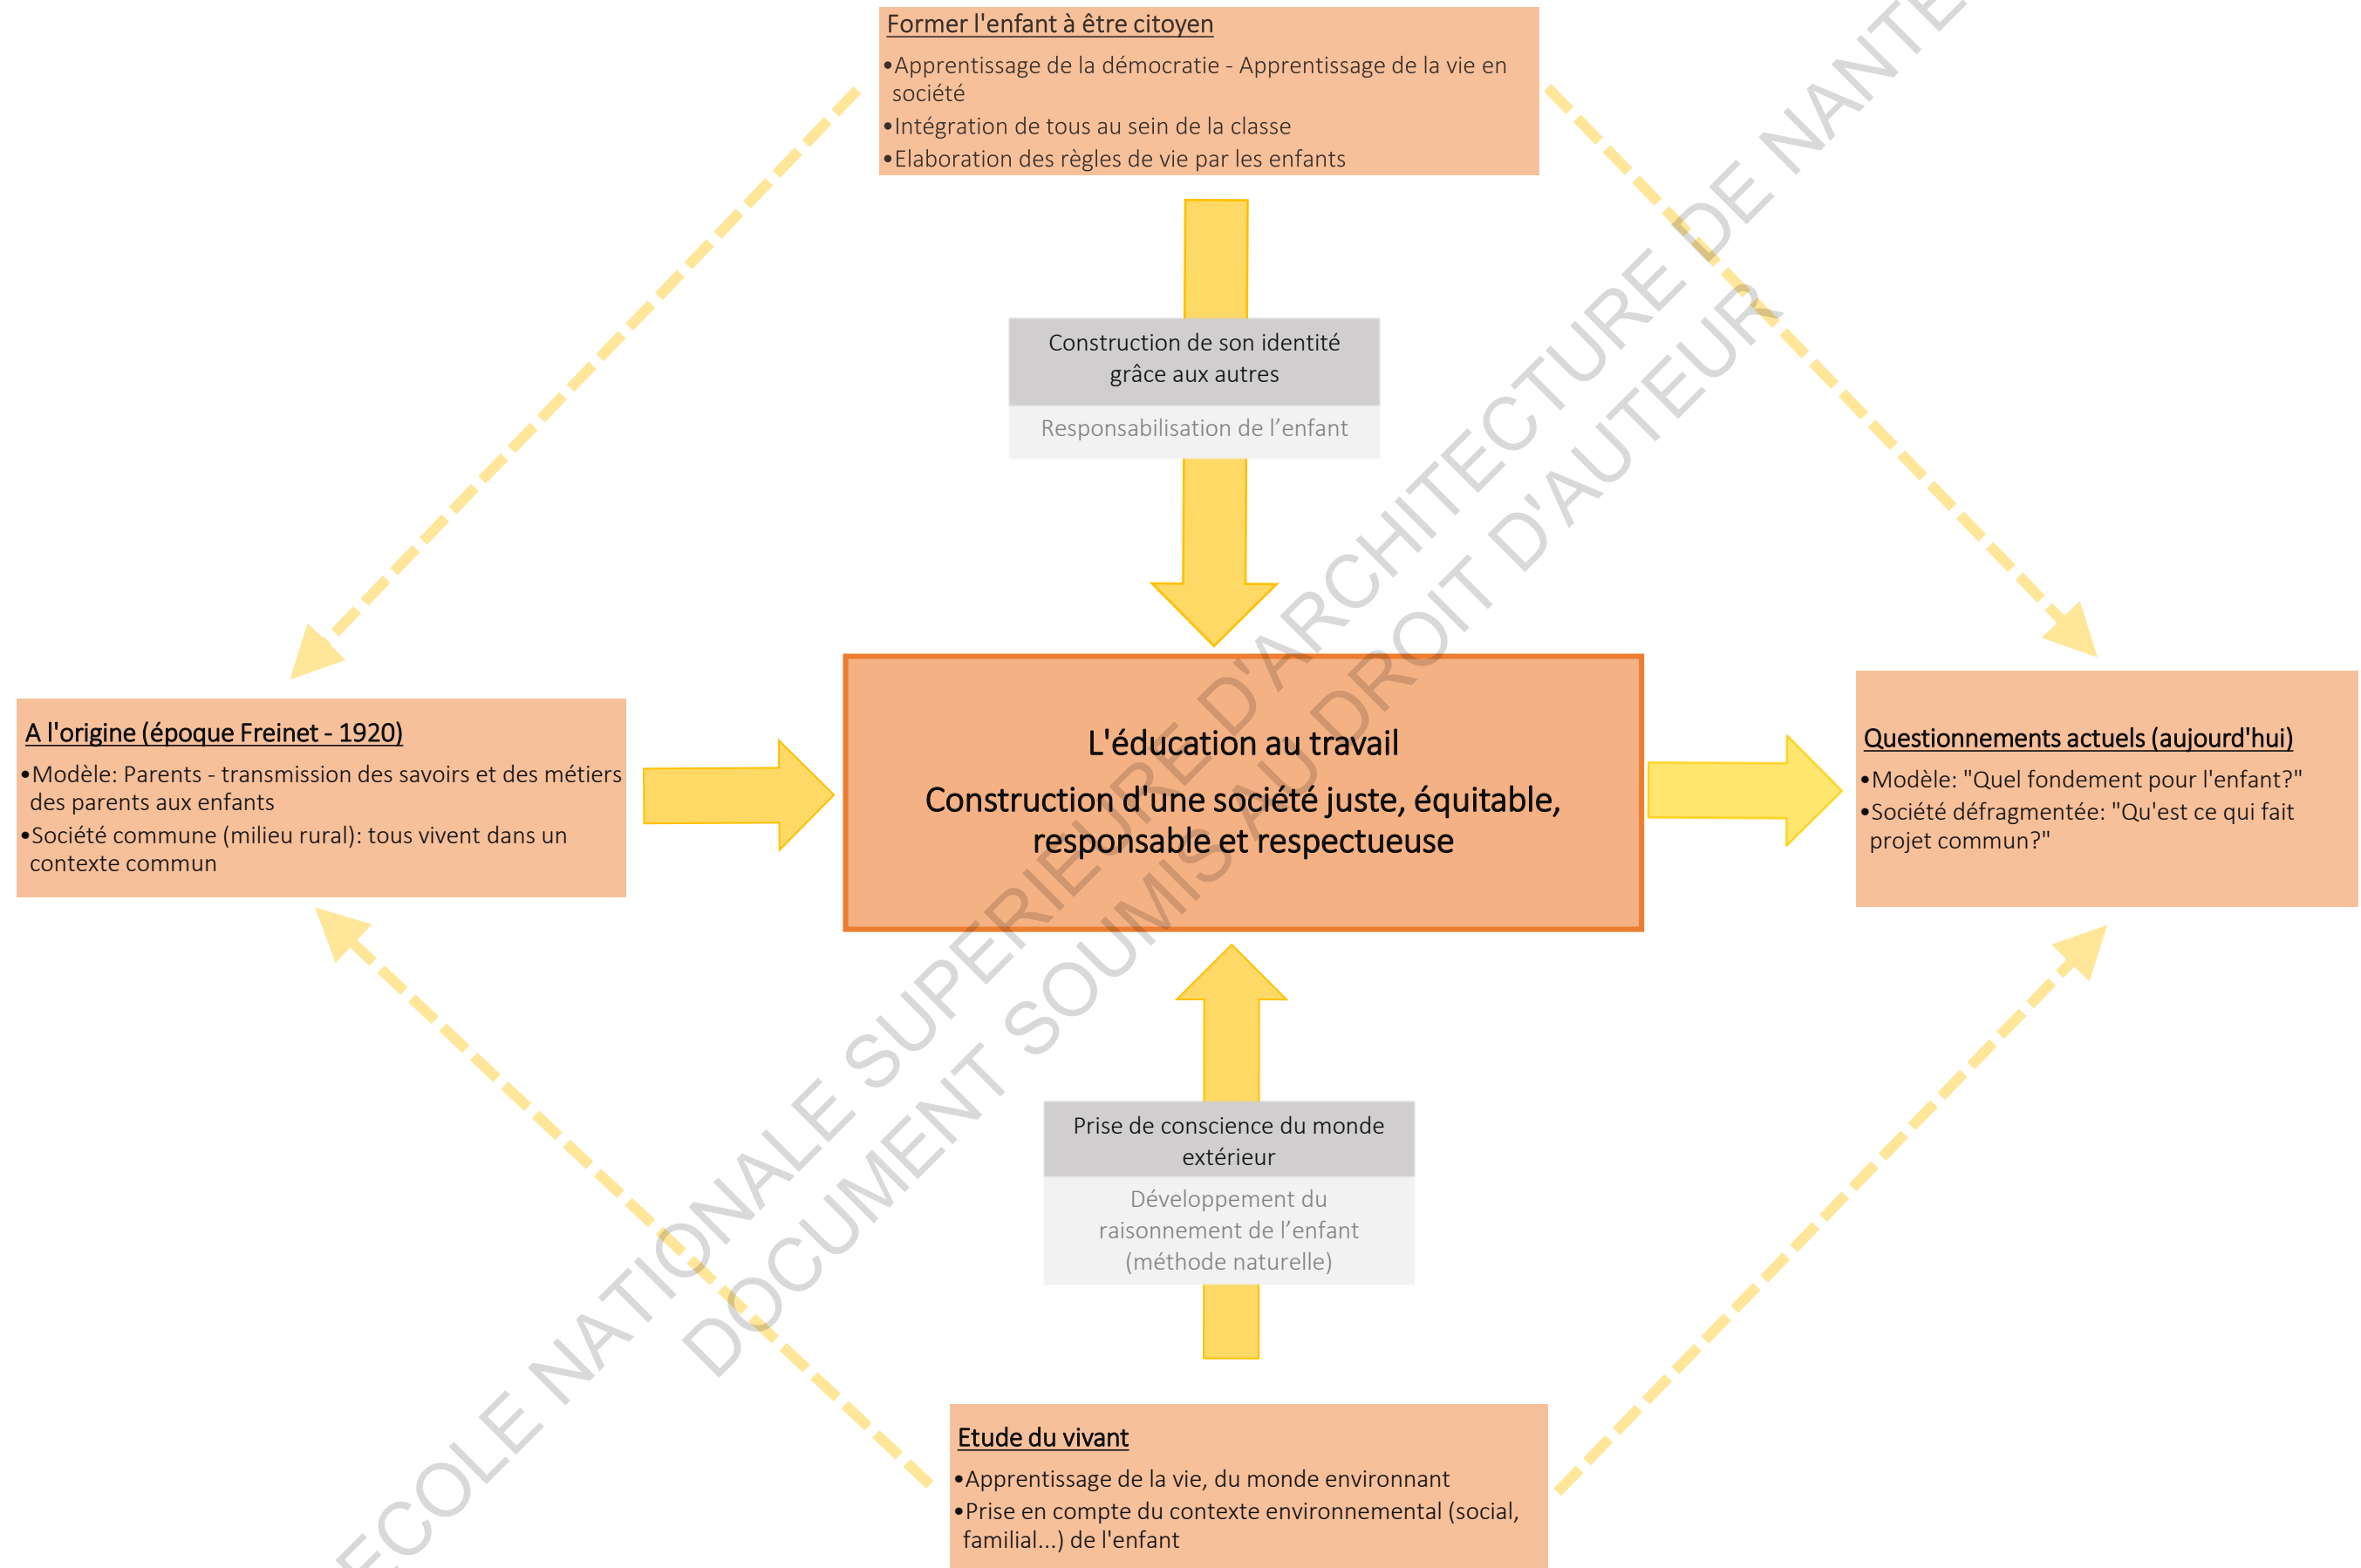 Former l'enfant à être citoyen
•Apprentissage de la démocratie - Apprentissage de la vie en
société
•Intégration de tous au sein de la classe
•Elaboration des règles de vie par les enfants
Construction de son identité
grâce aux autres
Responsabilisation de l’enfant
A l'origine (époque Freinet - 1920)
•Modèle: Parents - transmission des savoirs et des métiers
des parents aux enfants
•Société commune (milieu rural): tous vivent dans un
contexte commun
L'éducation au travail
Construction d'une société juste, équitable,
responsable et respectueuse
Questionnements actuels (aujourd'hui)
•Modèle: "Quel fondement pour l'enfant?"
•Société défragmentée: "Qu'est ce qui fait
projet commun?"
Prise de conscience du monde
extérieur
Développement du
raisonnement de l’enfant
(méthode naturelle)
Etude du vivant
•Apprentissage de la vie, du monde environnant
•Prise en compte du contexte environnemental (social,
familial...) de l'enfant
ECOLE NATIONALE SUPERIEURE D'ARCHITECTURE DE NANTE
DOCUMENT SOUMIS AU DROIT D'AUTEUR